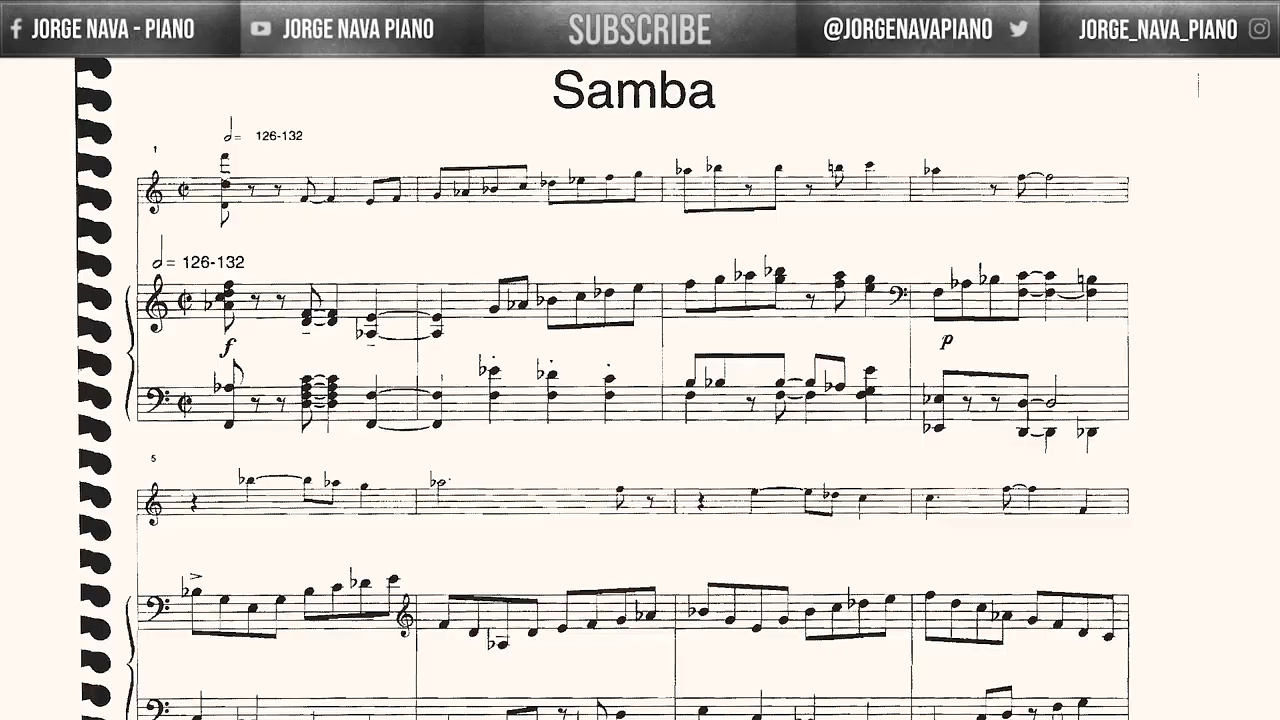 JORGE NAVA - PIANO JORGE NAVA PIANO SUBSCRIBE @JORGENAVAPIANO JORGE_NAVA_PIANO
Samba
= 126-132
1
= 126-132
f
p
5